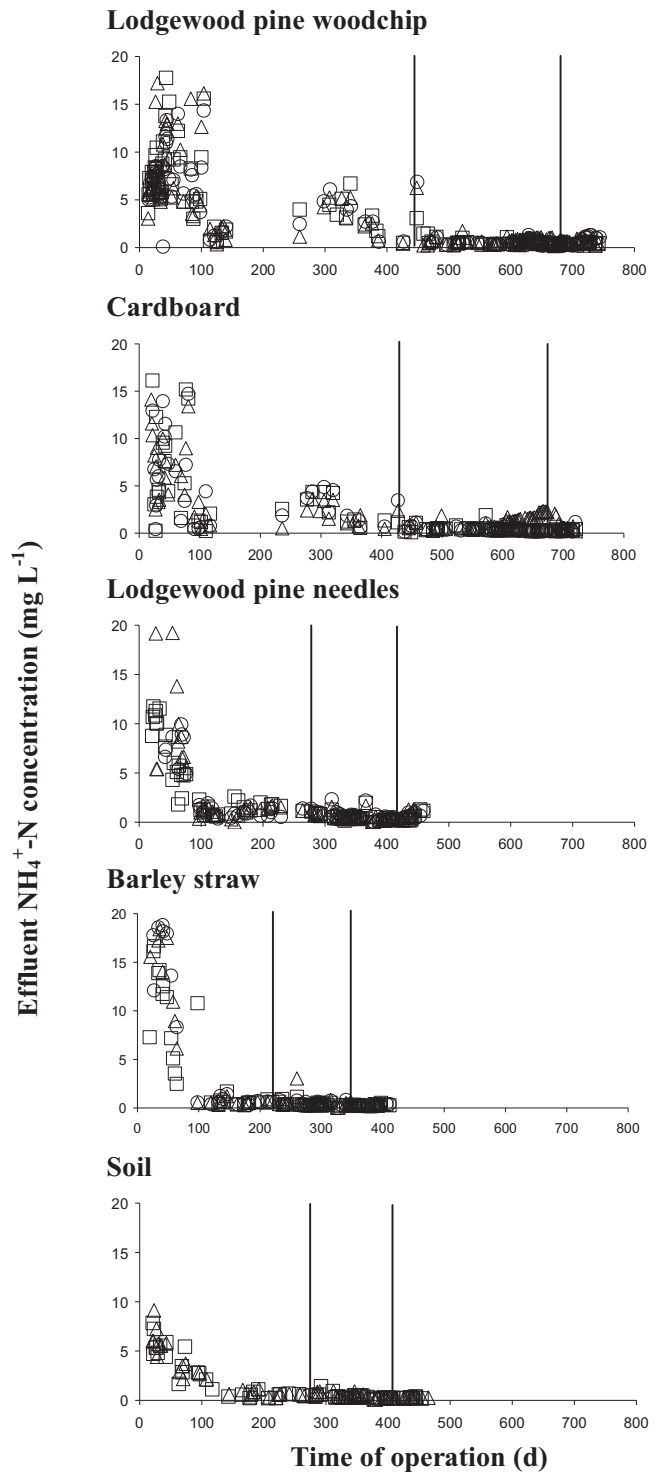 Lodgewood pine woodchip
20
15
10
5
0
0 100 200 300 400 500 600 700 800
Cardboard
20
15
10
5
0
0 100 200 300 400 500 600 700 800
Lodgewood pine needles
20
15
10
5
0
0 100 200 300 400 500 600 700 800
Barley straw
20
15
10
5
0
0 100 200 300 400 500 600 700 800
Soil
20
15
10
5
0
0 100 200 300 400 500 600 700 800
Time of operation (d)
Effluent NH₄⁺-N concentration (mg L⁻¹)